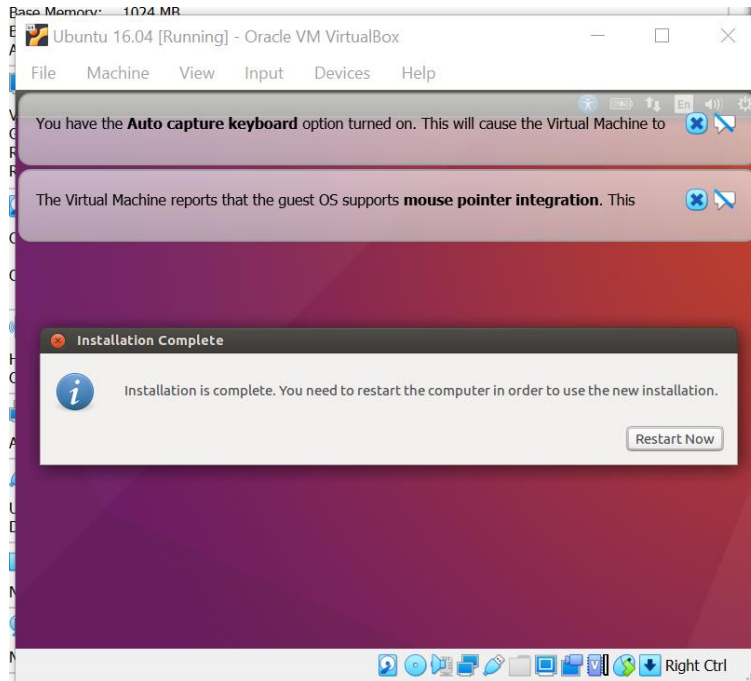 Base Memory: 1024 MB
Ubuntu 16.04 [Running] - Oracle VM VirtualBox
File Machine View Input Devices Help
En
You have the Auto capture keyboard option turned on. This will cause the Virtual Machine to
The Virtual Machine reports that the guest OS supports mouse pointer integration. This
Installation Complete
Installation is complete. You need to restart the computer in order to use the new installation.
Restart Now
Right Ctrl